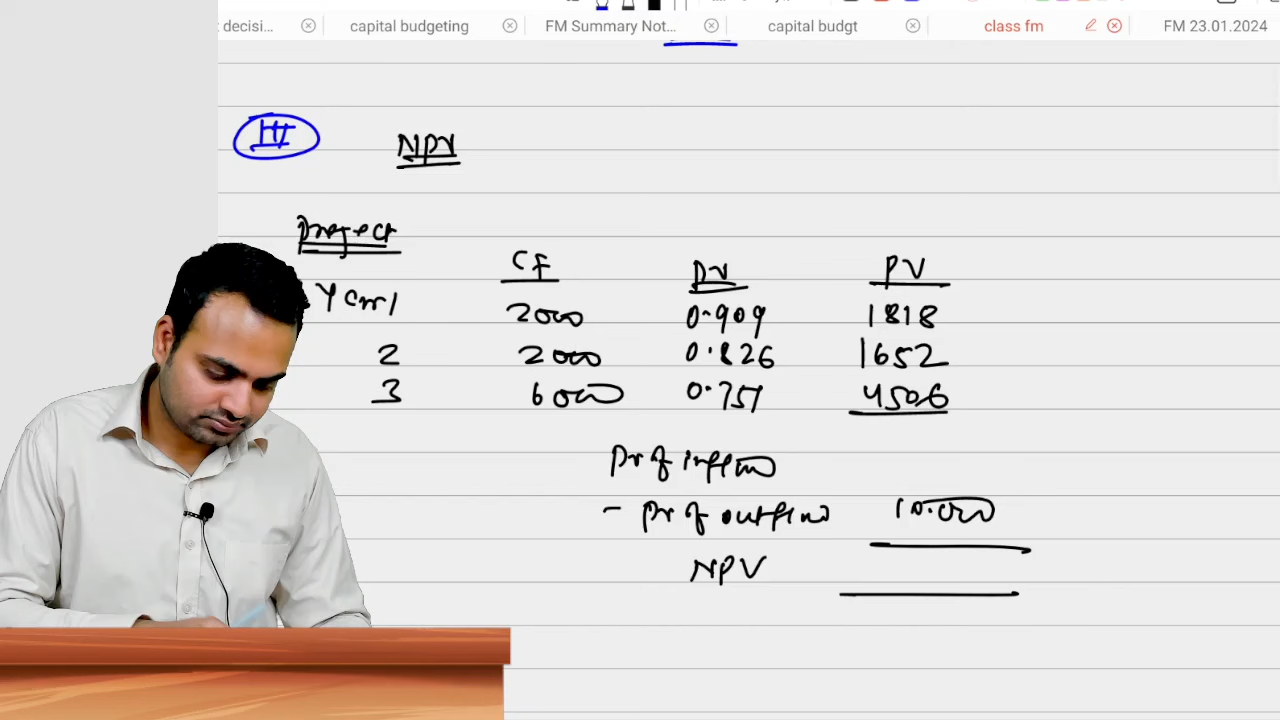 decisi... capital budgeting FM Summary Not... capital budgt class fm FM 23.01.2024
III NPV
Project
CF DV PV
Year 1 2000 0.909 1818
2 2000 0.826 1652
3 6000 0.751 4506
PV of inflow
- PV of outflow 10.000
NPV